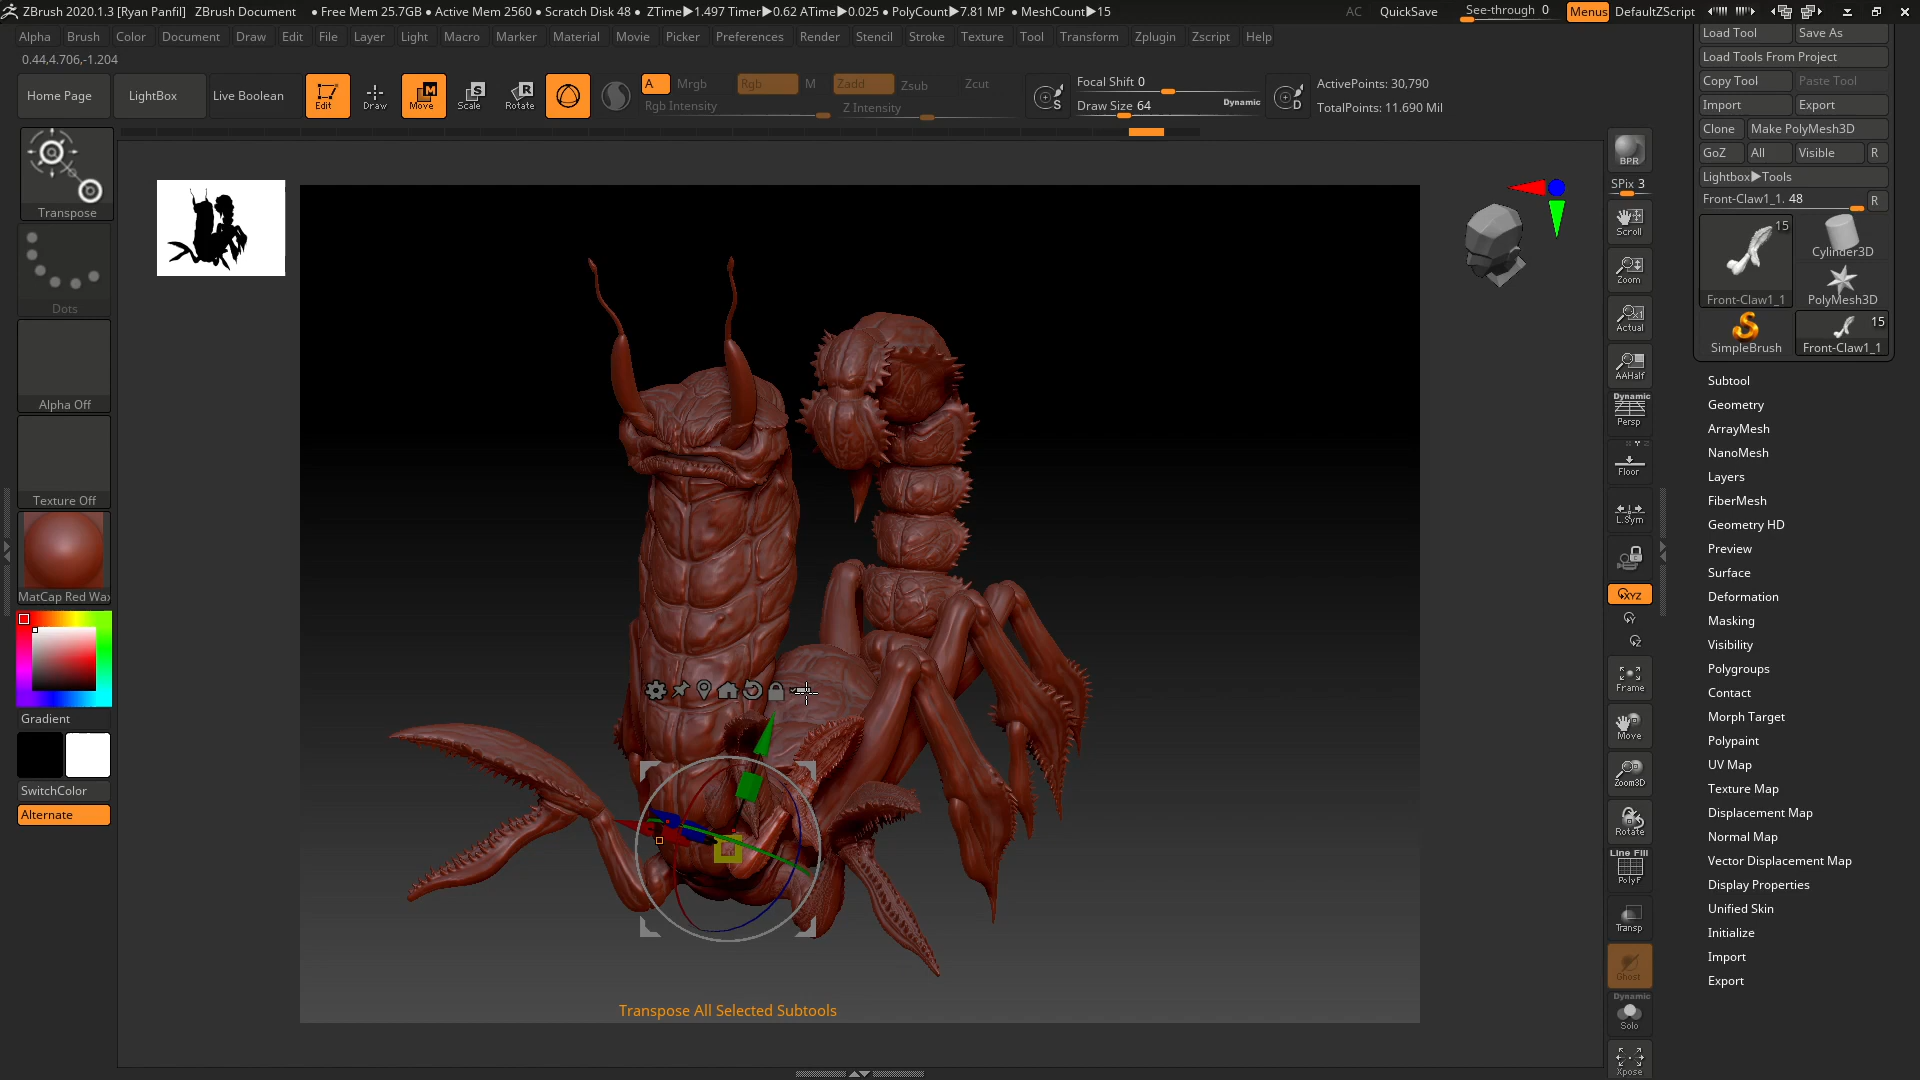 ZBrush 2020.1.3 [Ryan Panfil] ZBrush Document • Free Mem 25.7GB • Active Mem 2560 • Scratch Disk 48 • ZTime▶1.497 Timer▶0.62 ATime▶0.025 • PolyCount▶7.81 MP • MeshCount▶15 AC QuickSave See-through 0 Menus DefaultZScript
Alpha Brush Color Document Draw Edit File Layer Light Macro Marker Material Movie Picker Preferences Render Stencil Stroke Texture Tool Transform Zplugin Zscript Help
0.44,4.706,-1.204
Home Page LightBox Live Boolean Edit Draw Move Scale Rotate
A Mrgb Rgb M Zadd Zsub Zcut
Rgb Intensity Z Intensity
Focal Shift 0
Draw Size 64 Dynamic
ActivePoints: 30,790
TotalPoints: 11.690 Mil
Transpose
Dots
Alpha Off
Texture Off
MatCap Red Wax
Gradient
SwitchColor
Alternate
Transpose All Selected Subtools
BPR
SPix 3
Scroll
Zoom
Actual
AAHalf
Dynamic
Persp
Floor
L.Sym
XYZ
Frame
Move
Zoom3D
Rotate
Line Fill
PolyF
Transp
Ghost
Dynamic
Solo
Xpose
Load Tool Save As
Load Tools From Project
Copy Tool Paste Tool
Import Export
Clone Make PolyMesh3D
GoZ All Visible R
Lightbox▶Tools
Front-Claw1_1. 48 R
15
Cylinder3D
Front-Claw1_1 PolyMesh3D
15
SimpleBrush Front-Claw1_1
Subtool
Geometry
ArrayMesh
NanoMesh
Layers
FiberMesh
Geometry HD
Preview
Surface
Deformation
Masking
Visibility
Polygroups
Contact
Morph Target
Polypaint
UV Map
Texture Map
Displacement Map
Normal Map
Vector Displacement Map
Display Properties
Unified Skin
Initialize
Import
Export